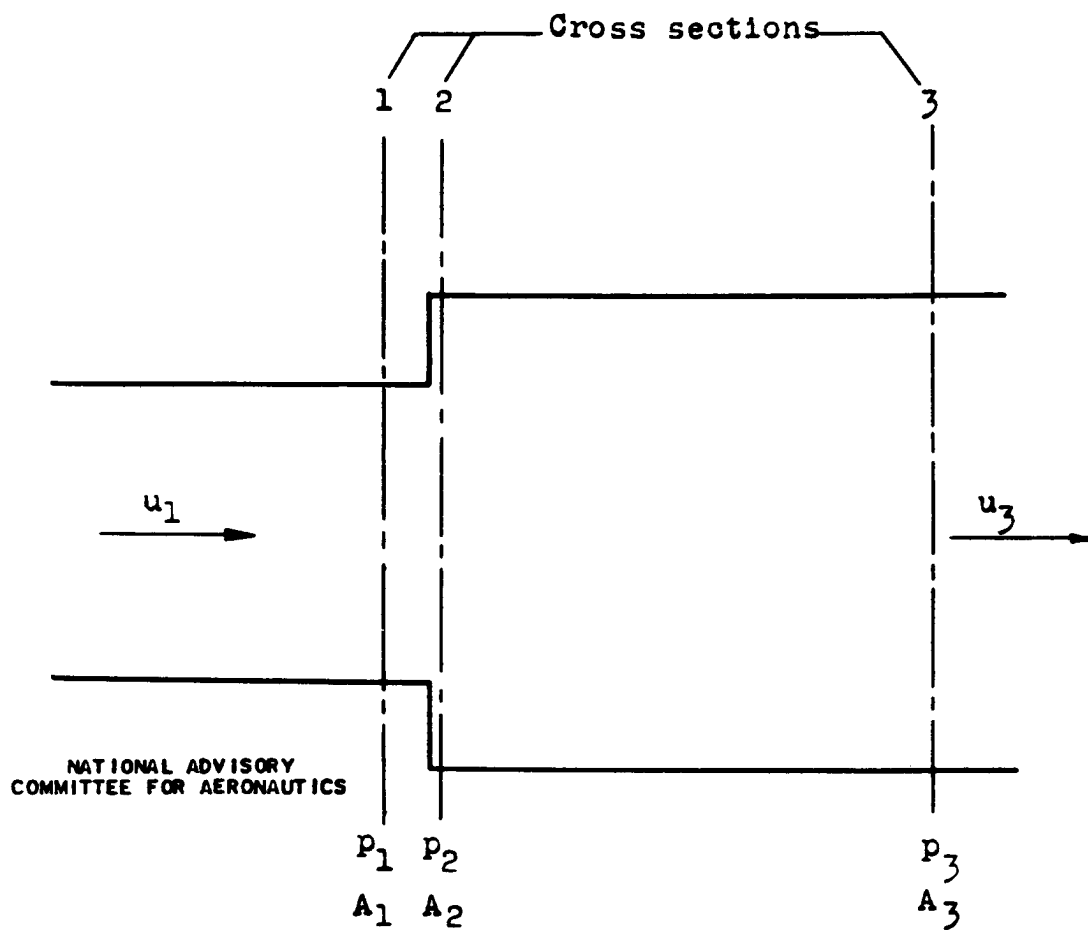 Cross sections
1 2 3
u1 u3
NATIONAL ADVISORY
COMMITTEE FOR AERONAUTICS
p1 p2 p3
A1 A2 A3